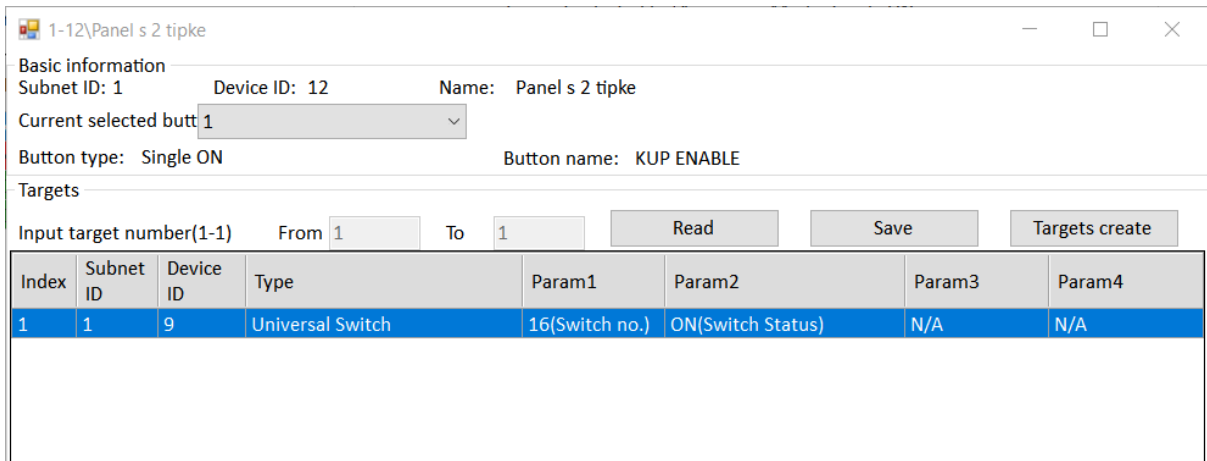 1-12\Panel s 2 tipke
Basic information
Subnet ID: 1 Device ID: 12 Name: Panel s 2 tipke
Current selected butt 1
Button type: Single ON Button name: KUP ENABLE
Targets
Input target number(1-1) From 1 To 1 Read Save Targets create
Index Subnet ID Device ID Type Param1 Param2 Param3 Param4
1 1 9 Universal Switch 16(Switch no.) ON(Switch Status) N/A N/A